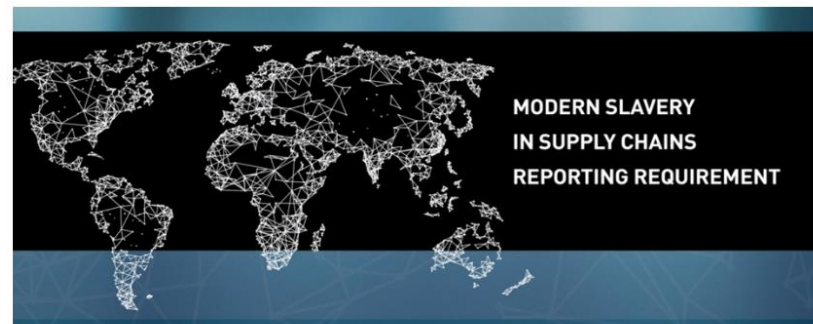 MODERN SLAVERY
IN SUPPLY CHAINS
REPORTING REQUIREMENT